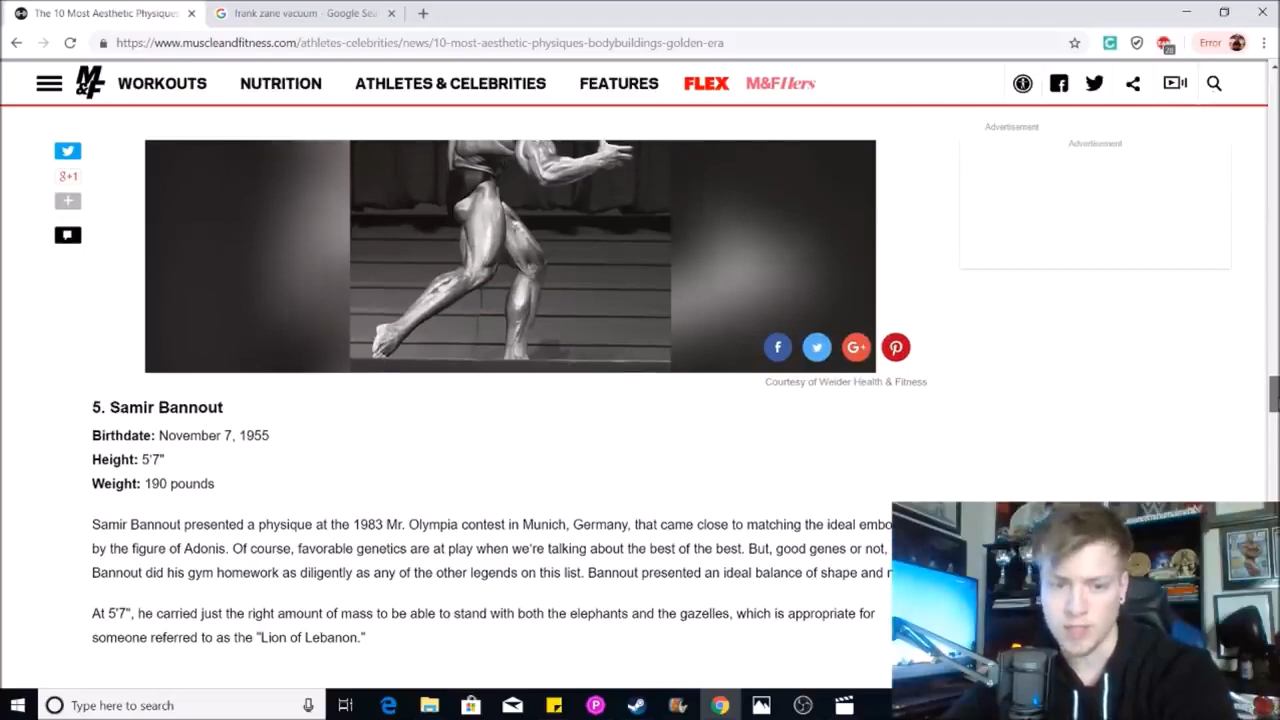 The 10 Most Aesthetic Physiques
frank zane vacuum - Google Sea
https://www.muscleandfitness.com/athletes-celebrities/news/10-most-aesthetic-physiques-bodybuildings-golden-era
28
Error
M&F
WORKOUTS
NUTRITION
ATHLETES & CELEBRITIES
FEATURES
FLEX
M&F Hers
Advertisement
Advertisement
8+1
Courtesy of Weider Health & Fitness
5. Samir Bannout
Birthdate: November 7, 1955
Height: 5'7"
Weight: 190 pounds
Samir Bannout presented a physique at the 1983 Mr. Olympia contest in Munich, Germany, that came close to matching the ideal embo
by the figure of Adonis. Of course, favorable genetics are at play when we're talking about the best of the best. But, good genes or not,
Bannout did his gym homework as diligently as any of the other legends on this list. Bannout presented an ideal balance of shape and
At 5'7", he carried just the right amount of mass to be able to stand with both the elephants and the gazelles, which is appropriate for
someone referred to as the "Lion of Lebanon."
Type here to search